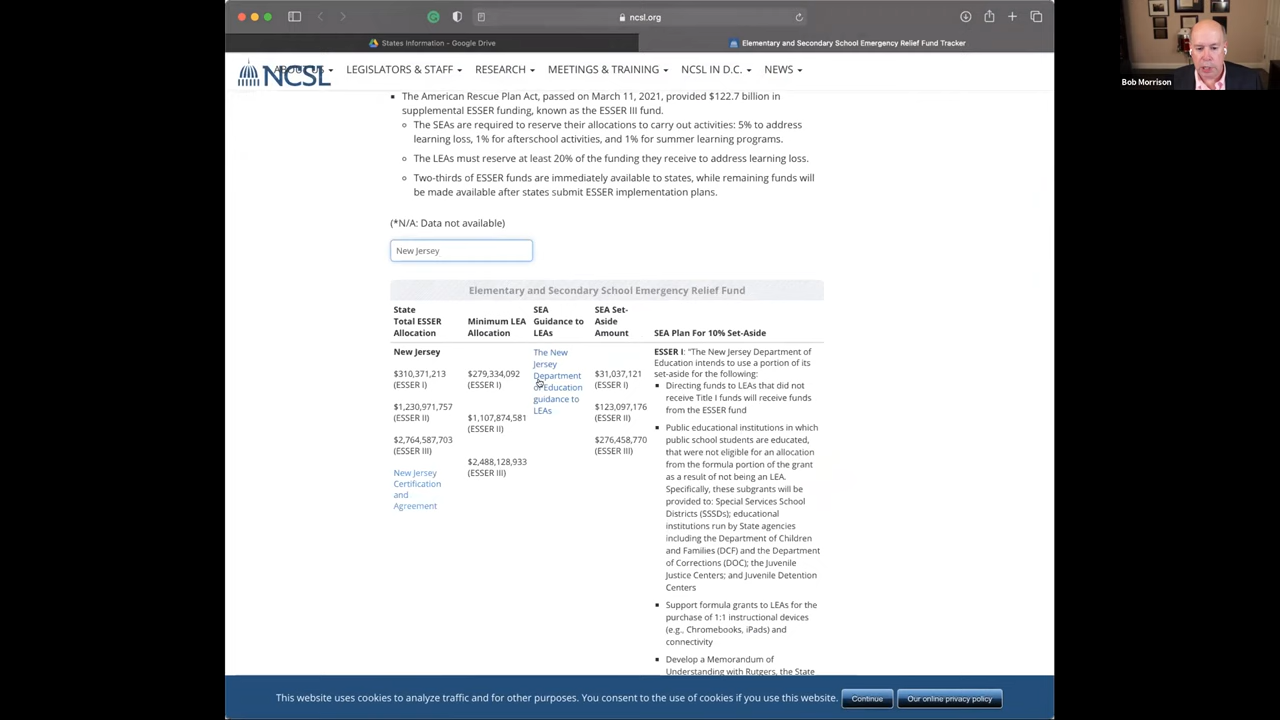 ncsl.org
States Information - Google Drive
Elementary and Secondary School Emergency Relief Fund Tracker
NCSL
LEGISLATORS & STAFF
RESEARCH
MEETINGS & TRAINING
NCSL IN D.C.
NEWS
Bob Morrison
The American Rescue Plan Act, passed on March 11, 2021, provided $122.7 billion in
supplemental ESSER funding, known as the ESSER III fund.
The SEAs are required to reserve their allocations to carry out activities: 5% to address
learning loss, 1% for afterschool activities, and 1% for summer learning programs.
The LEAs must reserve at least 20% of the funding they receive to address learning loss.
Two-thirds of ESSER funds are immediately available to states, while remaining funds will
be made available after states submit ESSER implementation plans.
(*N/A: Data not available)
New Jersey
Elementary and Secondary School Emergency Relief Fund
State
Total ESSER
Allocation
Minimum LEA
Allocation
SEA
Guidance to
LEAs
SEA Set-
Aside
Amount
SEA Plan For 10% Set-Aside
New Jersey
$310,371,213
(ESSER I)
$1,230,971,757
(ESSER II)
$2,764,587,703
(ESSER III)
New Jersey
Certification
and
Agreement
$279,334,092
(ESSER I)
$1,107,874,581
(ESSER II)
$2,488,128,933
(ESSER III)
The New
Jersey
Department
of Education
guidance to
LEAs
$31,037,121
(ESSER I)
$123,097,176
(ESSER II)
$276,458,770
(ESSER III)
ESSER I: "The New Jersey Department of
Education intends to use a portion of its
set-aside for the following:
Directing funds to LEAs that did not
receive Title I funds will receive funds
from the ESSER fund
Public educational institutions in which
public school students are educated,
that were not eligible for an allocation
from the formula portion of the grant
as a result of not being an LEA.
Specifically, these subgrants will be
provided to: Special Services School
Districts (SSSDs); educational
institutions run by State agencies
including the Department of Children
and Families (DCF) and the Department
of Corrections (DOC); the Juvenile
Justice Centers; and Juvenile Detention
Centers
Support formula grants to LEAs for the
purchase of 1:1 instructional devices
(e.g., Chromebooks, iPads) and
connectivity
Develop a Memorandum of
Understanding with Rutgers, the State
This website uses cookies to analyze traffic and for other purposes. You consent to the use of cookies if you use this website.
Continue
Our online privacy policy